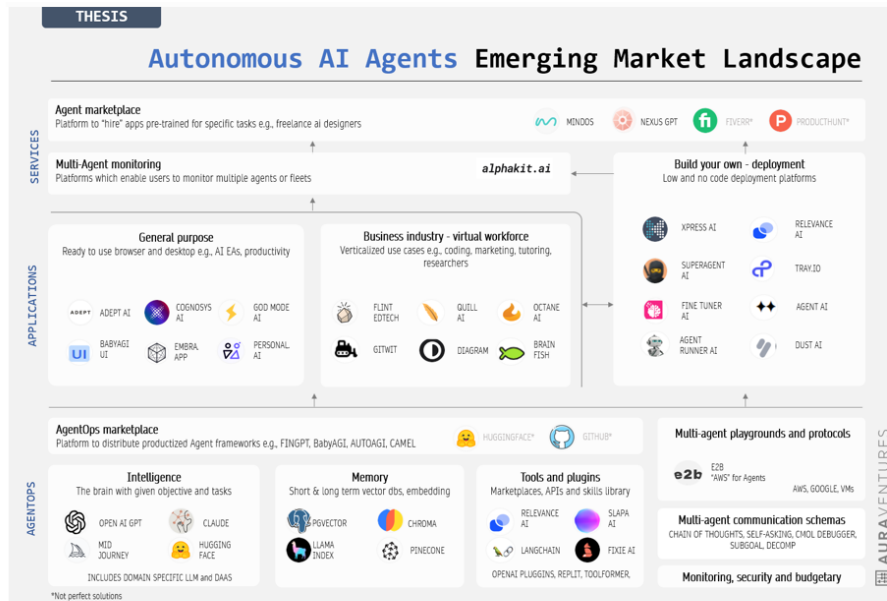 THESIS
Autonomous AI Agents Emerging Market Landscape
SERVICES
Agent marketplace
Platform to "hire" apps pre-trained for specific tasks e.g., freelance ai designers
MINDOS
NEXUS GPT
fi
FIVERR*
P
PRODUCTHUNT*
Multi-Agent monitoring
Platforms which enable users to monitor multiple agents or fleets
alphakit.ai
Build your own - deployment
Low and no code deployment platforms
XPRESS AI
RELEVANCE
AI
SUPERAGENT
AI
TRAY.IO
FINE TUNER
AI
AGENT AI
AGENT
RUNNER AI
DUST AI
APPLICATIONS
General purpose
Ready to use browser and desktop e.g., AI EAs, productivity
ADEPT
ADEPT AI
COGNOSYS
AI
GOD MODE
AI
UI
BABYAGI
UI
EMBRA.
APP
PERSONAL.
AI
Business industry - virtual workforce
Verticalized use cases e.g., coding, marketing, tutoring,
researchers
FLINT
EDTECH
QUILL
AI
OCTANE
AI
GITWIT
DIAGRAM
BRAIN
FISH
AGENTOPS
AgentOps marketplace
Platform to distribute productized Agent frameworks e.g., FINGPT, BabyAGI, AUTOAGI, CAMEL
HUGGINGFACE*
GITHUB*
Intelligence
The brain with given objective and tasks
OPEN AI GPT
CLAUDE
MID
JOURNEY
HUGGING
FACE
INCLUDES DOMAIN SPECIFIC LLM and DAAS
Memory
Short & long term vector dbs, embedding
PGVECTOR
CHROMA
LLAMA
INDEX
PINECONE
Tools and plugins
Marketplaces, APIs and skills library
RELEVANCE
AI
SLAPA
AI
LANGCHAIN
FIXIE AI
OPENAI PLUGGINS, REPLIT, TOOLFORMER,
Multi-agent playgrounds and protocols
e2b
E2B
"AWS" for Agents
AWS, GOOGLE, VMs
Multi-agent communication schemas
CHAIN OF THOUGHTS, SELF-ASKING, CMOL DEBUGGER,
SUBGOAL, DECOMP
Monitoring, security and budgetary
AURAVENTURES
*Not perfect solutions